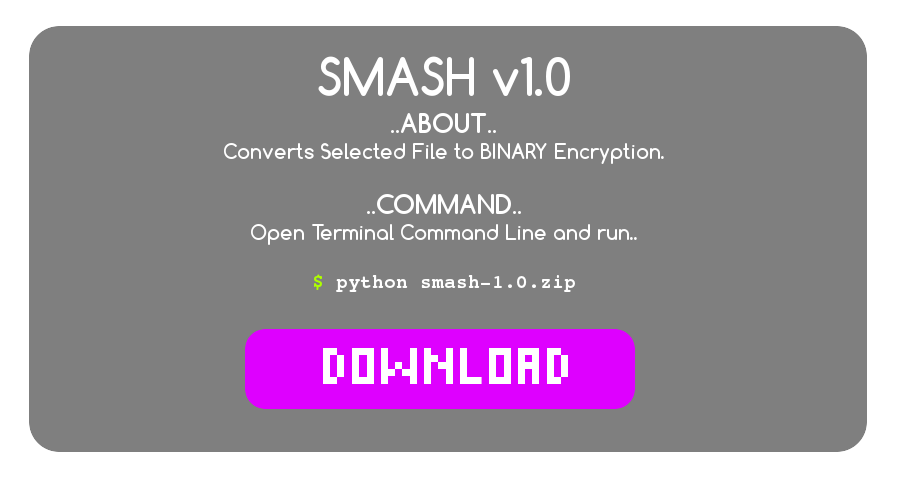 SMASH v1.0
..ABOUT..
Converts Selected File to BINARY Encryption.
..COMMAND..
Open Terminal Command Line and run..
$ python smash-1.0.zip
DOWNLOAD